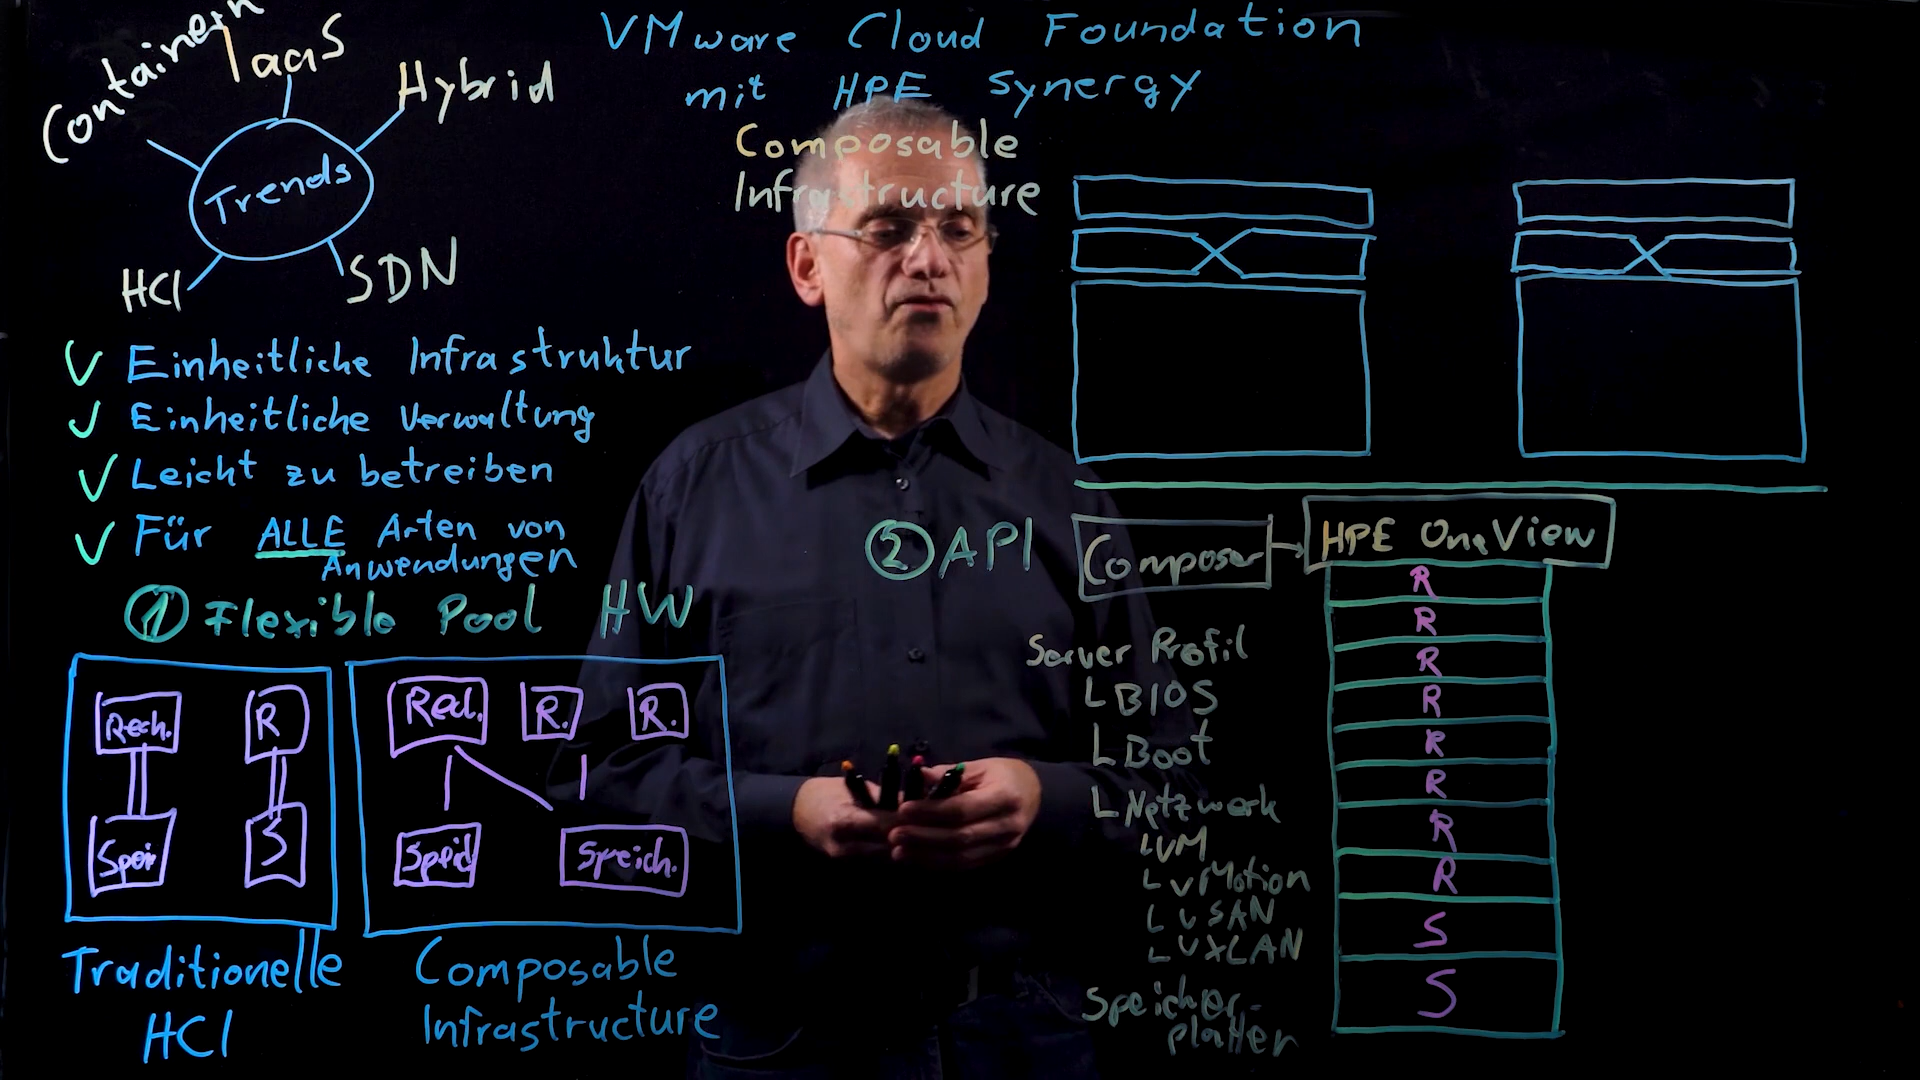 VMware Cloud Foundation
mit HPE Synergy
Composable
Infrastructure
Container
IaaS
Hybrid
Trends
HCI
SDN
Einheitliche Infrastruktur
Einheitliche Verwaltung
Leicht zu betreiben
Für ALLE Arten von
Anwendungen
1 Flexible Pool HW
Rech. R
Speir S
Traditionelle
HCI
Rech. R. R.
Speich Speich.
Composable
Infrastructure
2 API
Composer
HPE OneView
Server Profil
L BIOS
L Boot
L Netzwerk
L VM
L vMotion
L vSAN
L VXLAN
Speicher-
platten
R
R
R
R
R
R
R
R
S
S